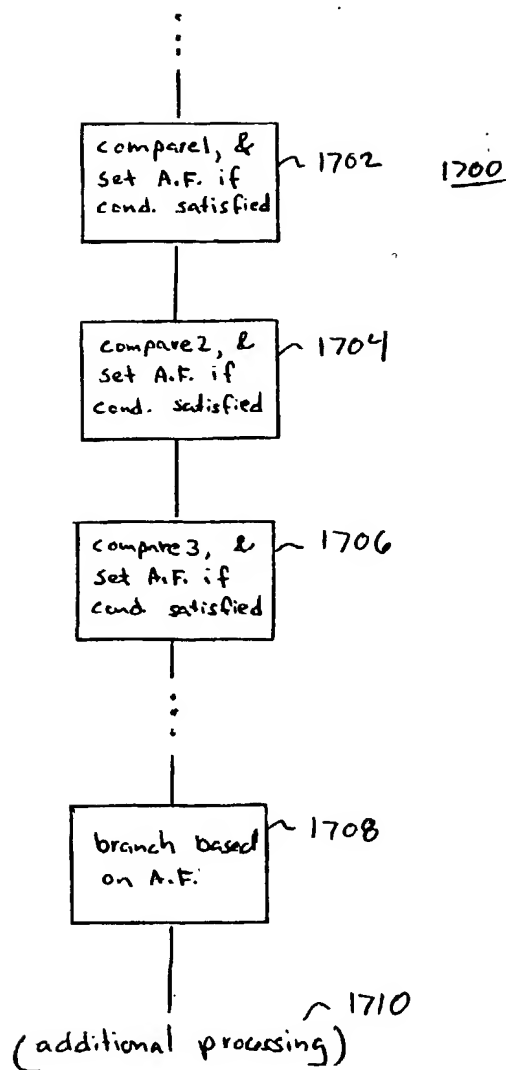 compare1, &
set A.F. if
cond. satisfied
1702
1700
compare2, &
set A.F. if
cond. satisfied
1704
compare3, &
set A.F. if
cond. satisfied
1706
branch based
on A.F.
1708
(additional processing)
1710